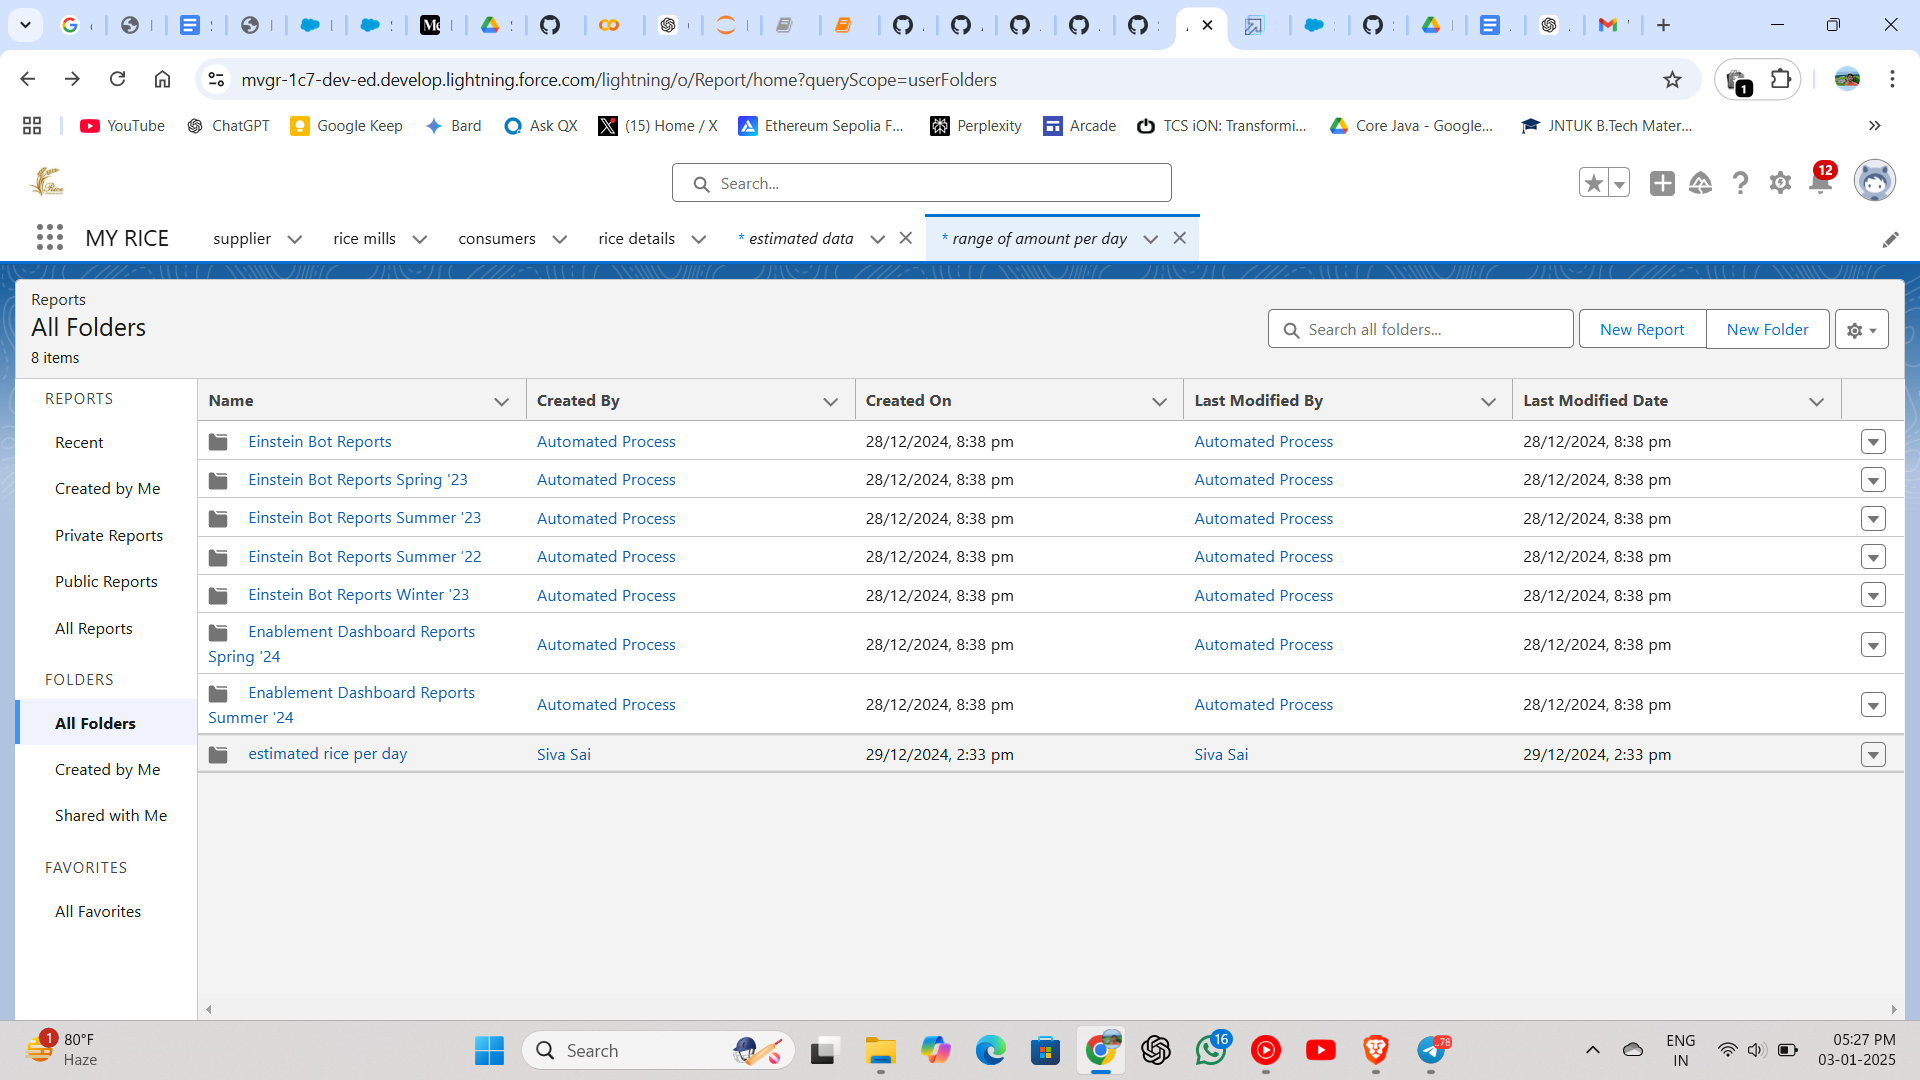 mvgr-1c7-dev-ed.develop.lightning.force.com/lightning/o/Report/home?queryScope=userFolders
1
YouTube
ChatGPT
Google Keep
Bard
Ask QX
(15) Home / X
Ethereum Sepolia F...
Perplexity
Arcade
TCS iON: Transformi...
Core Java - Google...
JNTUK B.Tech Mater...
Rice
Search...
12
MY RICE
supplier
rice mills
consumers
rice details
* estimated data
* range of amount per day
Reports
All Folders
8 items
Search all folders...
New Report
New Folder
REPORTS
Recent
Created by Me
Private Reports
Public Reports
All Reports
FOLDERS
All Folders
Created by Me
Shared with Me
FAVORITES
All Favorites
Name Created By Created On Last Modified By Last Modified Date
Einstein Bot Reports Automated Process 28/12/2024, 8:38 pm Automated Process 28/12/2024, 8:38 pm
Einstein Bot Reports Spring '23 Automated Process 28/12/2024, 8:38 pm Automated Process 28/12/2024, 8:38 pm
Einstein Bot Reports Summer '23 Automated Process 28/12/2024, 8:38 pm Automated Process 28/12/2024, 8:38 pm
Einstein Bot Reports Summer '22 Automated Process 28/12/2024, 8:38 pm Automated Process 28/12/2024, 8:38 pm
Einstein Bot Reports Winter '23 Automated Process 28/12/2024, 8:38 pm Automated Process 28/12/2024, 8:38 pm
Enablement Dashboard Reports
Spring '24 Automated Process 28/12/2024, 8:38 pm Automated Process 28/12/2024, 8:38 pm
Enablement Dashboard Reports
Summer '24 Automated Process 28/12/2024, 8:38 pm Automated Process 28/12/2024, 8:38 pm
estimated rice per day Siva Sai 29/12/2024, 2:33 pm Siva Sai 29/12/2024, 2:33 pm
1
80°F
Haze
Search
16
78
ENG
IN
05:27 PM
03-01-2025